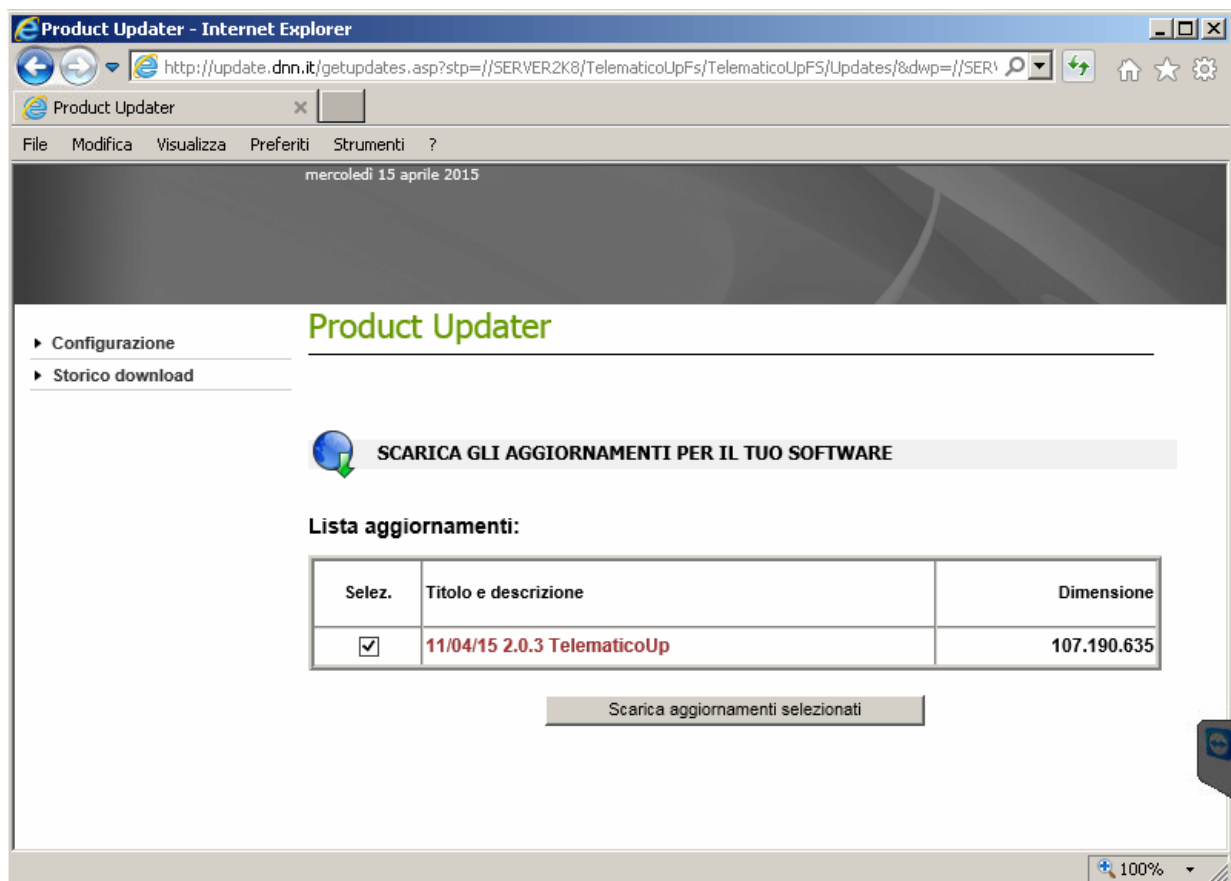 Product Updater - Internet Explorer
http://update.dnn.it/getupdates.asp?stp=//SERVER2K8/TelematicoUpFs/TelematicoUpFS/Updates/&dwp=//SER
Product Updater
File Modifica Visualizza Preferiti Strumenti ?
mercoledì 15 aprile 2015
Product Updater
Configurazione
Storico download
SCARICA GLI AGGIORNAMENTI PER IL TUO SOFTWARE
Lista aggiornamenti:
Selez. Titolo e descrizione Dimensione
11/04/15 2.0.3 TelematicoUp 107.190.635
Scarica aggiornamenti selezionati
100%